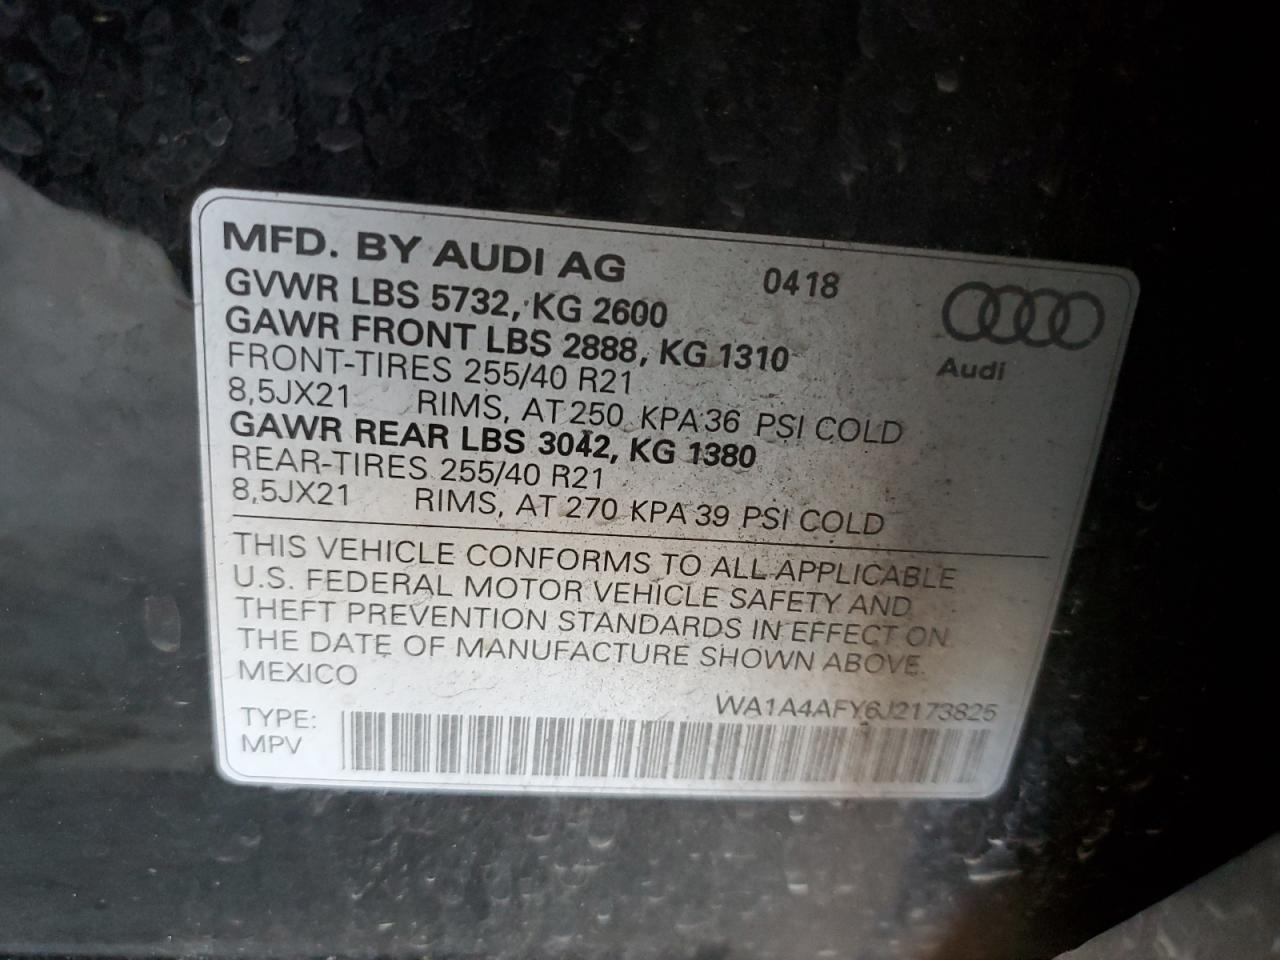 MFD. BY AUDI AG 0418
GVWR LBS 5732, KG 2600
GAWR FRONT LBS 2888, KG 1310
Audi
FRONT-TIRES 255/40 R21
8,5JX21 RIMS, AT 250 KPA 36 PSI COLD
GAWR REAR LBS 3042, KG 1380
REAR-TIRES 255/40 R21
8,5JX21 RIMS, AT 270 KPA 39 PSI COLD
THIS VEHICLE CONFORMS TO ALL APPLICABLE
U.S. FEDERAL MOTOR VEHICLE SAFETY AND
THEFT PREVENTION STANDARDS IN EFFECT ON
THE DATE OF MANUFACTURE SHOWN ABOVE.
MEXICO
WA1A4AFY6J2173825
TYPE:
MPV